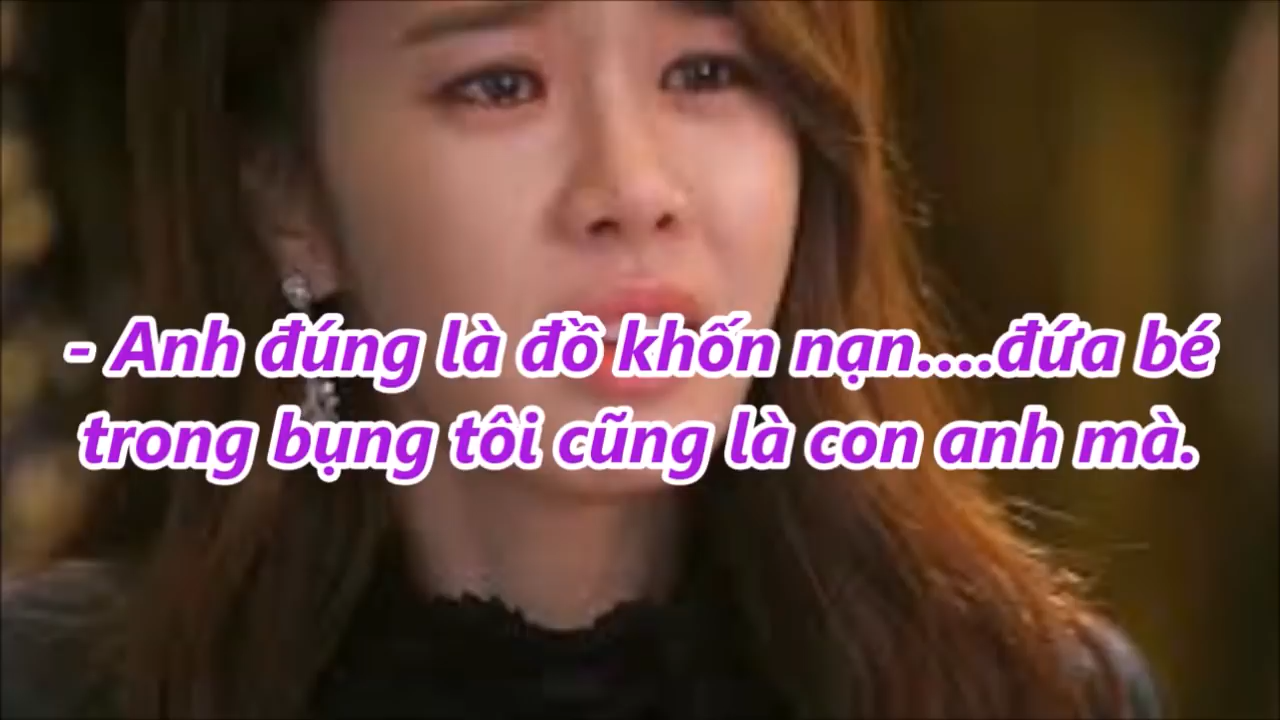 - Anh đúng là đồ khốn nạn....đứa bé
trong bụng tôi cũng là con anh mà.